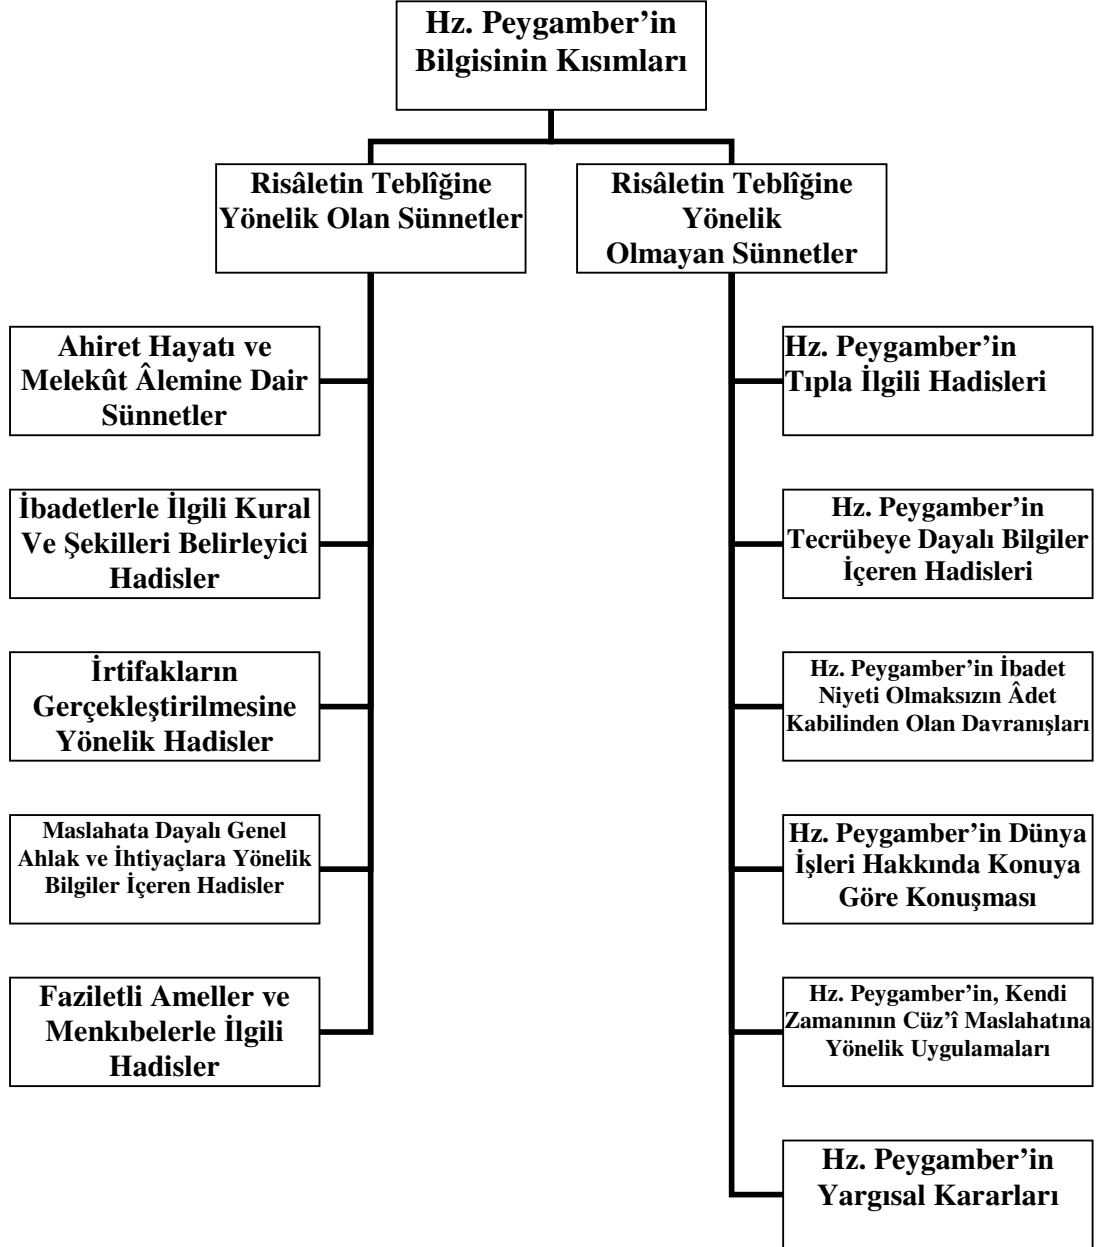 Hz. Peygamber’in
Bilgisinin Kısımları
Risâletin Teblîğine
Yönelik Olan Sünnetler
Risâletin Teblîğine
Yönelik
Olmayan Sünnetler
Ahiret Hayatı ve
Melekût Âlemine Dair
Sünnetler
İbadetlerle İlgili Kural
Ve Şekilleri Belirleyici
Hadisler
İrtifakların
Gerçekleştirilmesine
Yönelik Hadisler
Maslahata Dayalı Genel
Ahlak ve İhtiyaçlara Yönelik
Bilgiler İçeren Hadisler
Faziletli Ameller ve
Menkıbelerle İlgili
Hadisler
Hz. Peygamber’in
Tıpla İlgili Hadisleri
Hz. Peygamber’in
Tecrübeye Dayalı Bilgiler
İçeren Hadisleri
Hz. Peygamber’in İbadet
Niyeti Olmaksızın Âdet
Kabilinden Olan Davranışları
Hz. Peygamber’in Dünya
İşleri Hakkında Konuya
Göre Konuşması
Hz. Peygamber’in, Kendi
Zamanının Cüz’î Maslahatına
Yönelik Uygulamaları
Hz. Peygamber’in
Yargısal Kararları